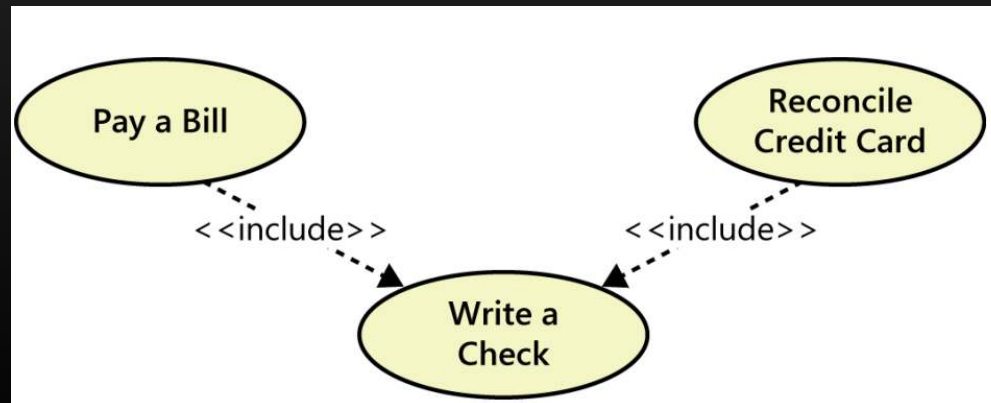 Pay a Bill
Reconcile
Credit Card
<<include>>
<<include>>
Write a
Check